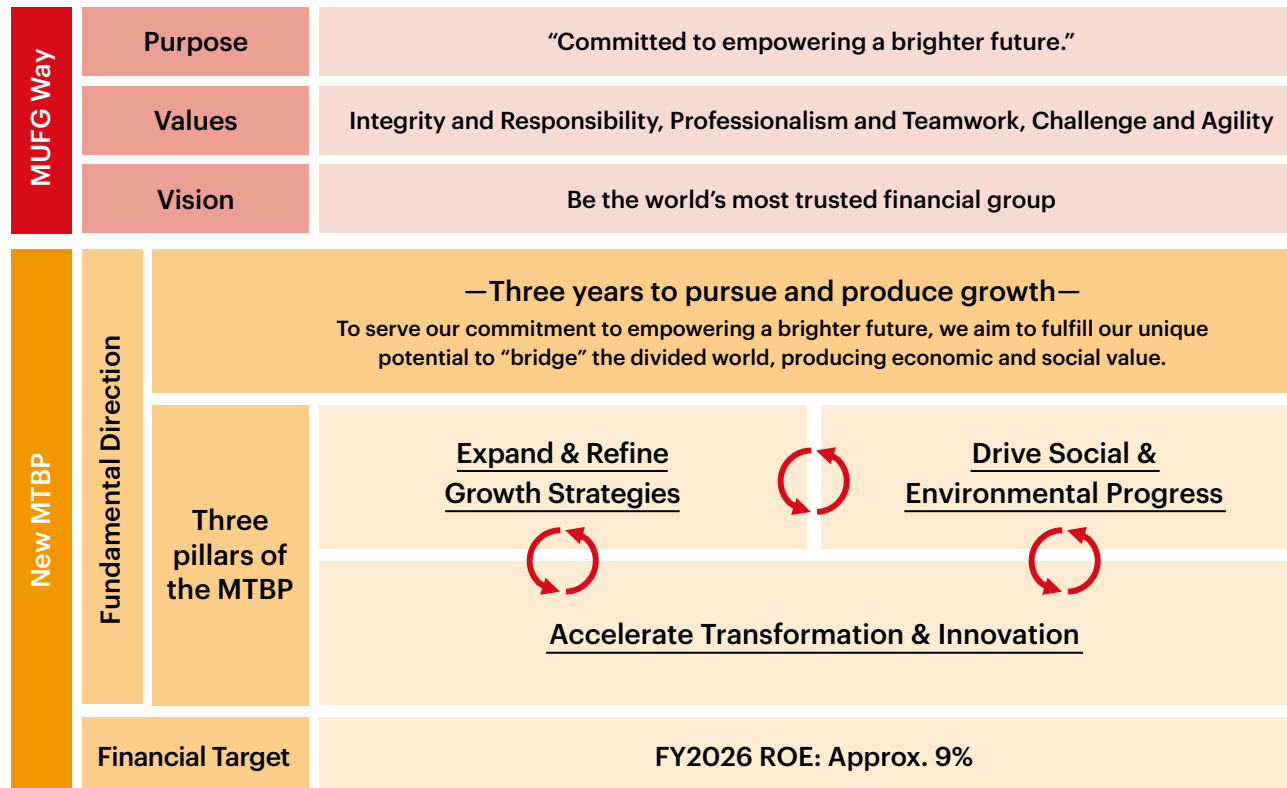 MUFG Way
Purpose
“Committed to empowering a brighter future.”
Values
Integrity and Responsibility, Professionalism and Teamwork, Challenge and Agility
Vision
Be the world’s most trusted financial group
New MTBP
Fundamental Direction
—Three years to pursue and produce growth—
To serve our commitment to empowering a brighter future, we aim to fulfill our unique
potential to “bridge” the divided world, producing economic and social value.
Three
pillars of
the MTBP
Expand & Refine
Growth Strategies
Drive Social &
Environmental Progress
Accelerate Transformation & Innovation
Financial Target
FY2026 ROE: Approx. 9%